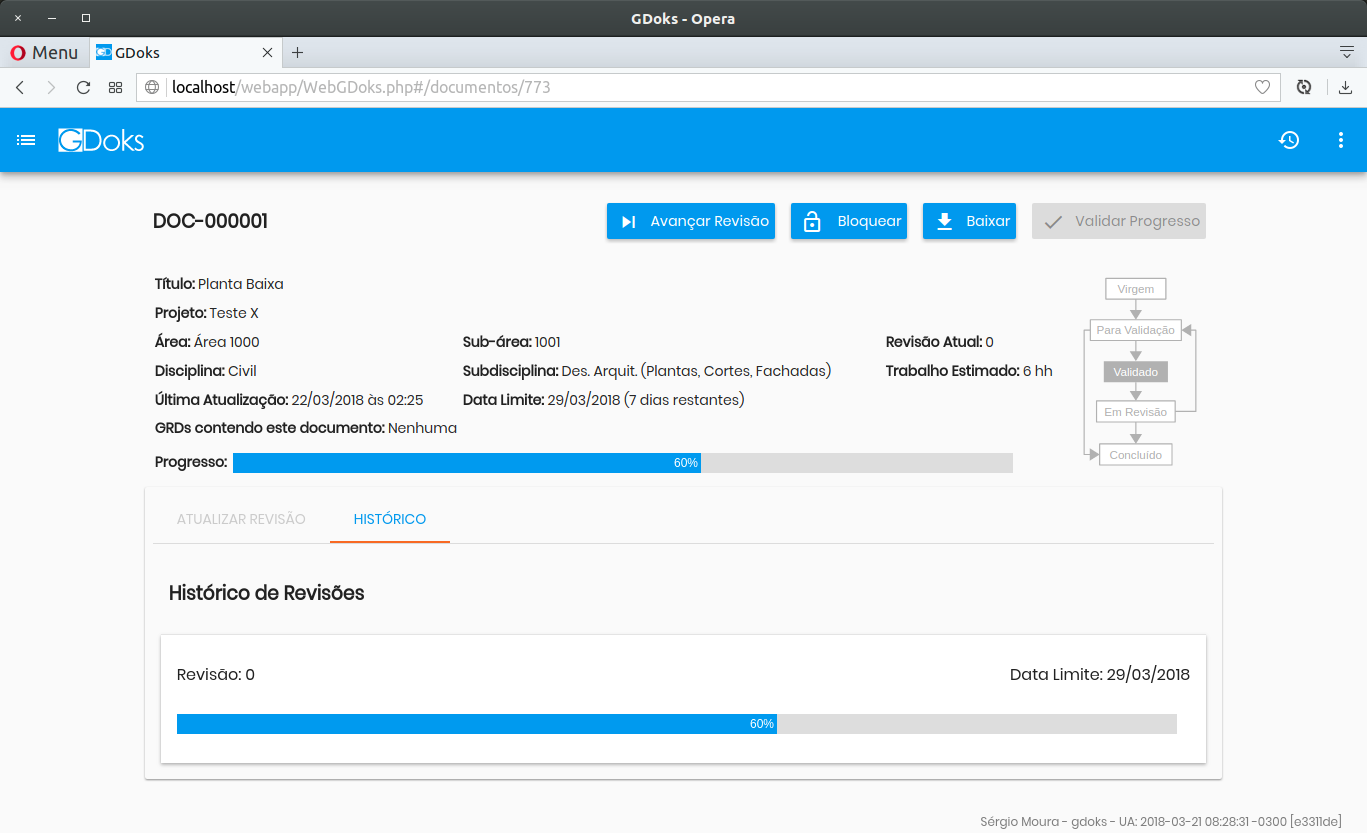 GDoks - Opera
Menu GDoks
localhost/webapp/WebGDoks.php#/documentos/773
GDoks
DOC-000001 Avançar Revisão Bloquear Baixar Validar Progresso
Título: Planta Baixa
Projeto: Teste X
Área: Área 1000 Sub-área: 1001 Revisão Atual: 0
Disciplina: Civil Subdisciplina: Des. Arquit. (Plantas, Cortes, Fachadas) Trabalho Estimado: 6 hh
Última Atualização: 22/03/2018 às 02:25 Data Limite: 29/03/2018 (7 dias restantes)
GRDs contendo este documento: Nenhuma
Progresso: 60%
Virgem
Para Validação
Validado
Em Revisão
Concluído
ATUALIZAR REVISÃO HISTÓRICO
Histórico de Revisões
Revisão: 0 Data Limite: 29/03/2018
60%
Sérgio Moura - gdoks - UA: 2018-03-21 08:28:31 -0300 [e3311de]